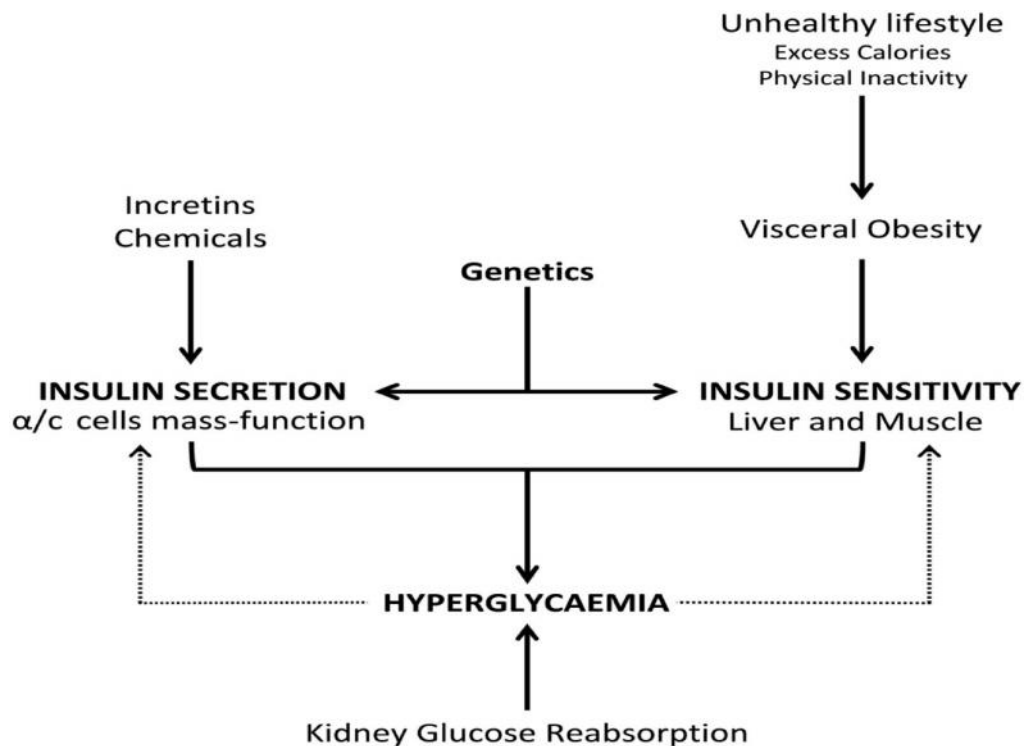 Unhealthy lifestyle
Excess Calories
Physical Inactivity
Incretins
Chemicals
Visceral Obesity
Genetics
INSULIN SECRETION
α/c cells mass-function
INSULIN SENSITIVITY
Liver and Muscle
HYPERGLYCAEMIA
Kidney Glucose Reabsorption